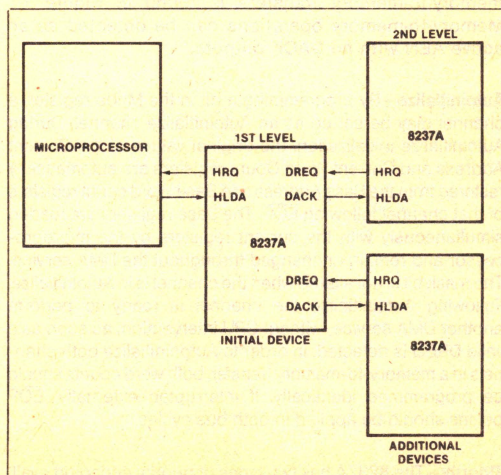 2ND LEVEL
8237A
MICROPROCESSOR
1ST LEVEL
HRQ
DREQ
HRQ
HLDA
DACK
HLDA
8237A
DREQ
HRQ
DACK
HLDA
INITIAL DEVICE
8237A
ADDITIONAL
DEVICES